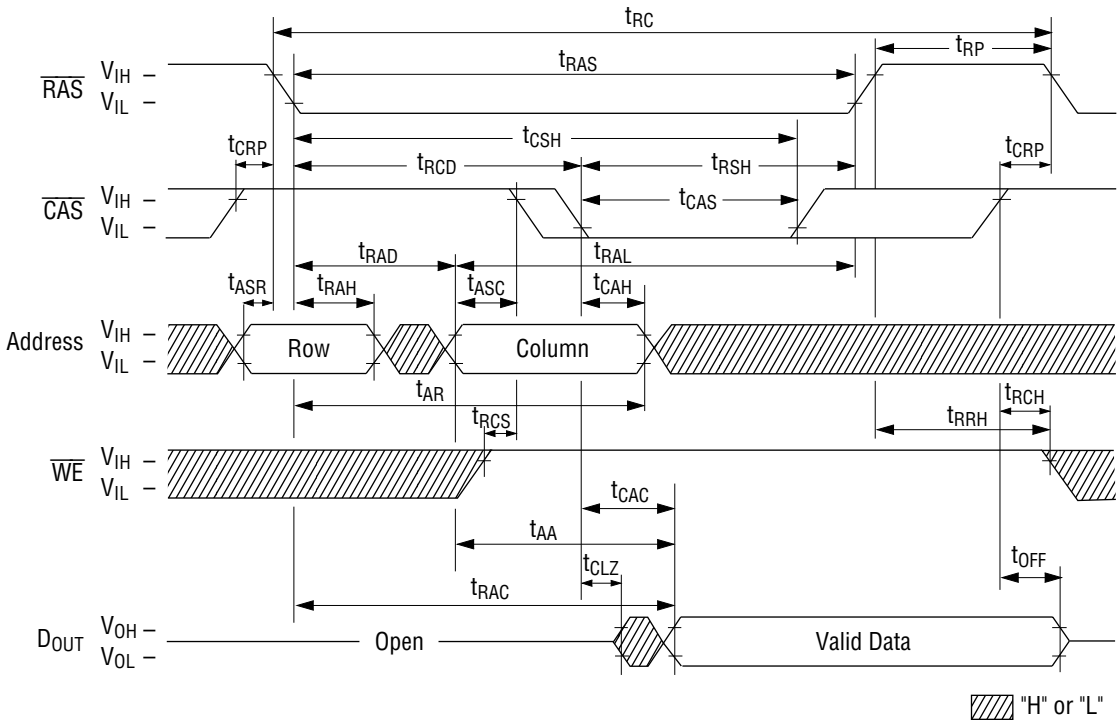 tRC
tRP
tRAS
RAS
VIH –
VIL –
tCRP
tCSH
tRCD
tRSH
tCRP
CAS
VIH –
VIL –
tCAS
tRAD
tRAL
tASR
tRAH
tASC
tCAH
Address
VIH –
VIL –
Row
Column
tAR
tRCS
tRCH
tRRH
WE
VIH –
VIL –
tCAC
tAA
tCLZ
tOFF
tRAC
DOUT
VOH –
VOL –
Open
Valid Data
"H" or "L"